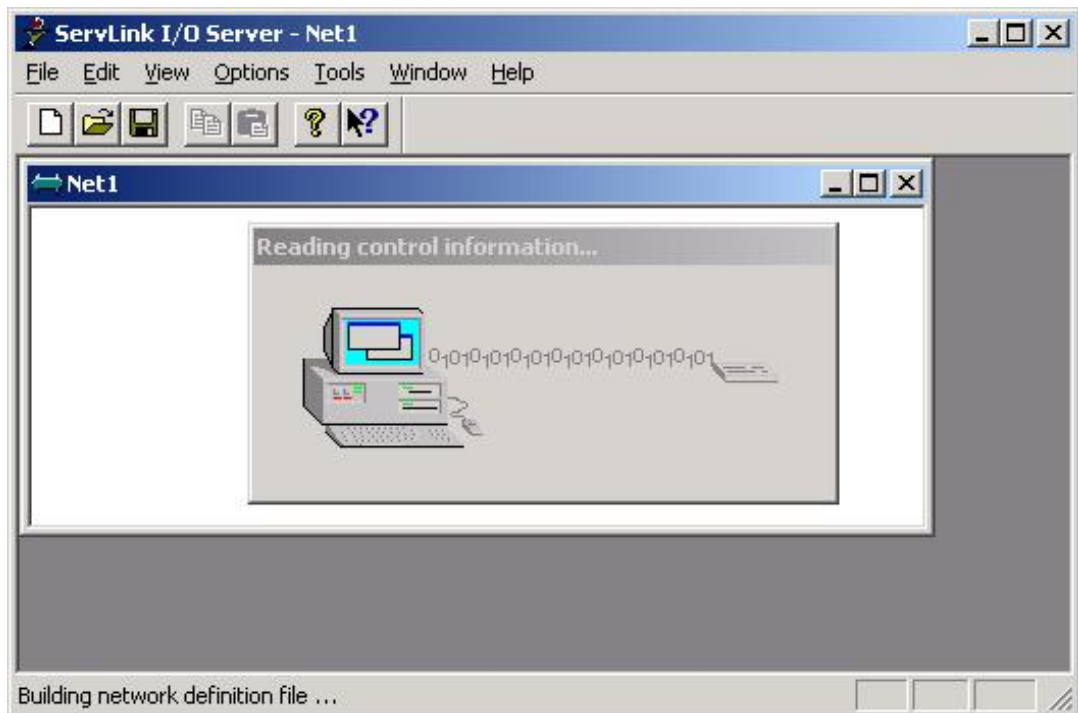 ServLink I/O Server - Net1
File Edit View Options Tools Window Help
Net1
Reading control information...
0101010101010101010101010101
Building network definition file ...